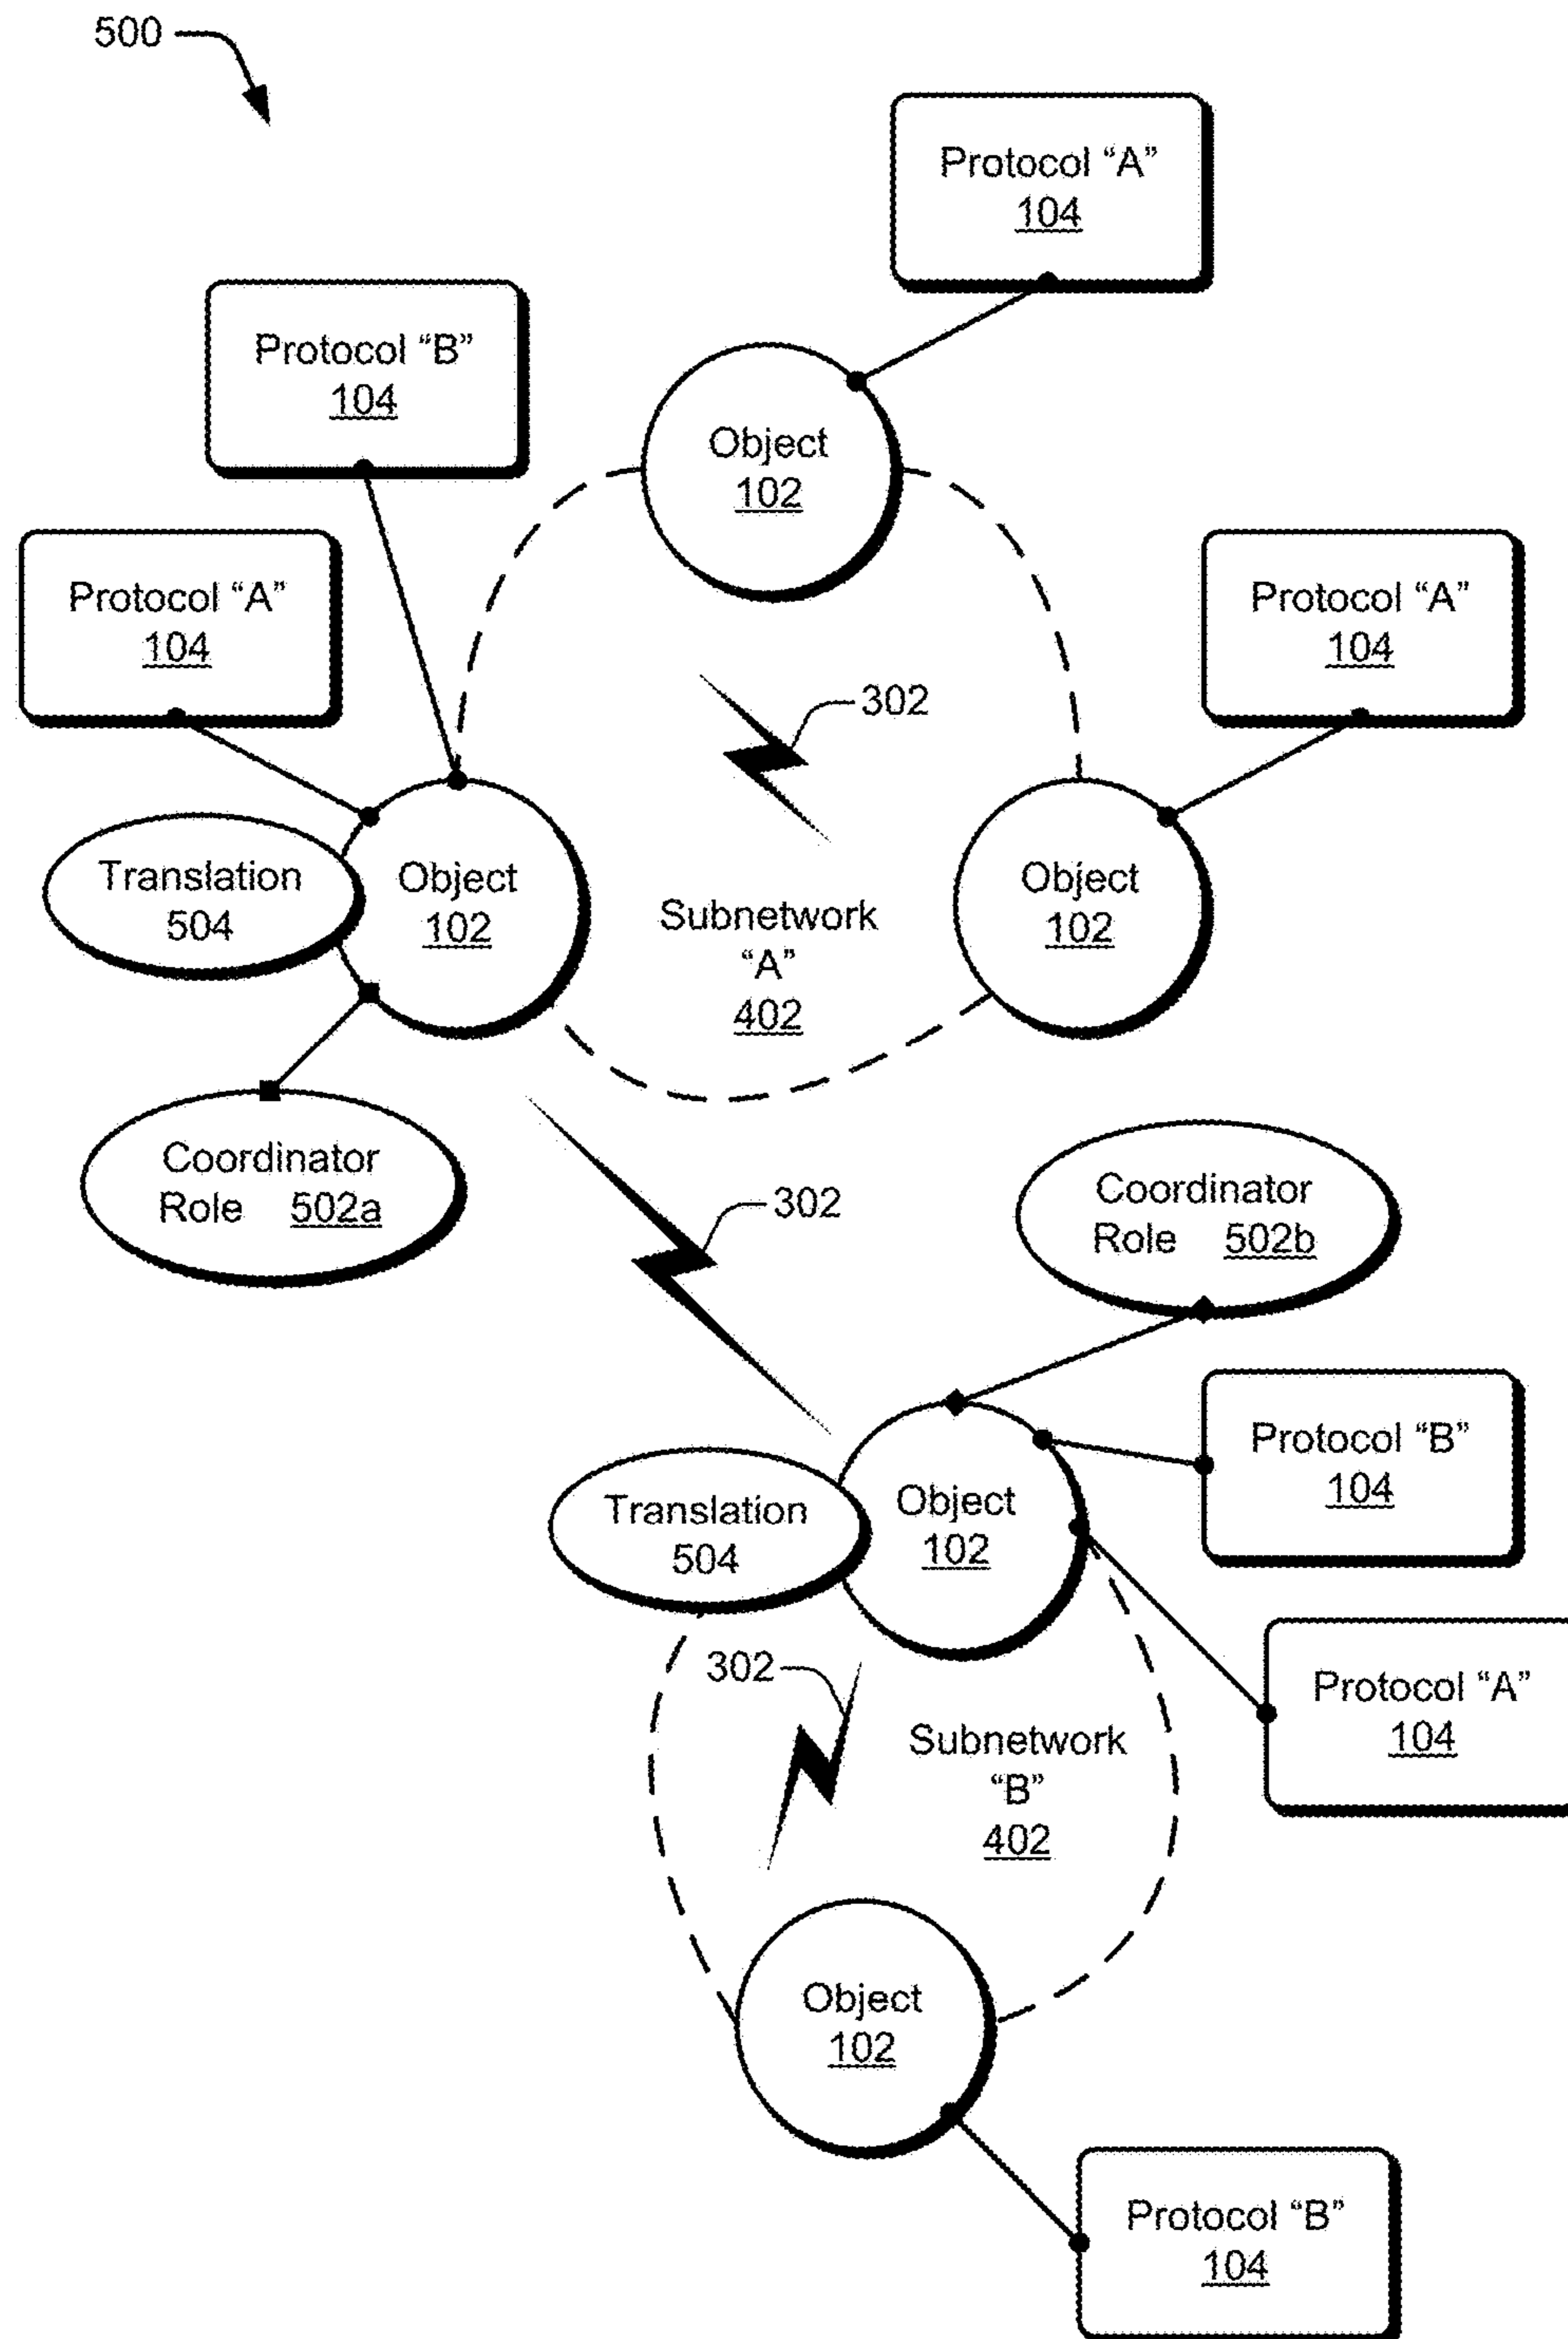 500
Protocol “A”
104
Protocol “B”
104
Object
102
Protocol “A”
104
Protocol “A”
104
302
Translation
504
Object
102
Subnetwork
“A”
402
Object
102
Coordinator
Role 502a
302
Coordinator
Role 502b
Protocol “B”
104
Translation
504
Object
102
302
Subnetwork
“B”
402
Protocol “A”
104
Object
102
Protocol “B”
104